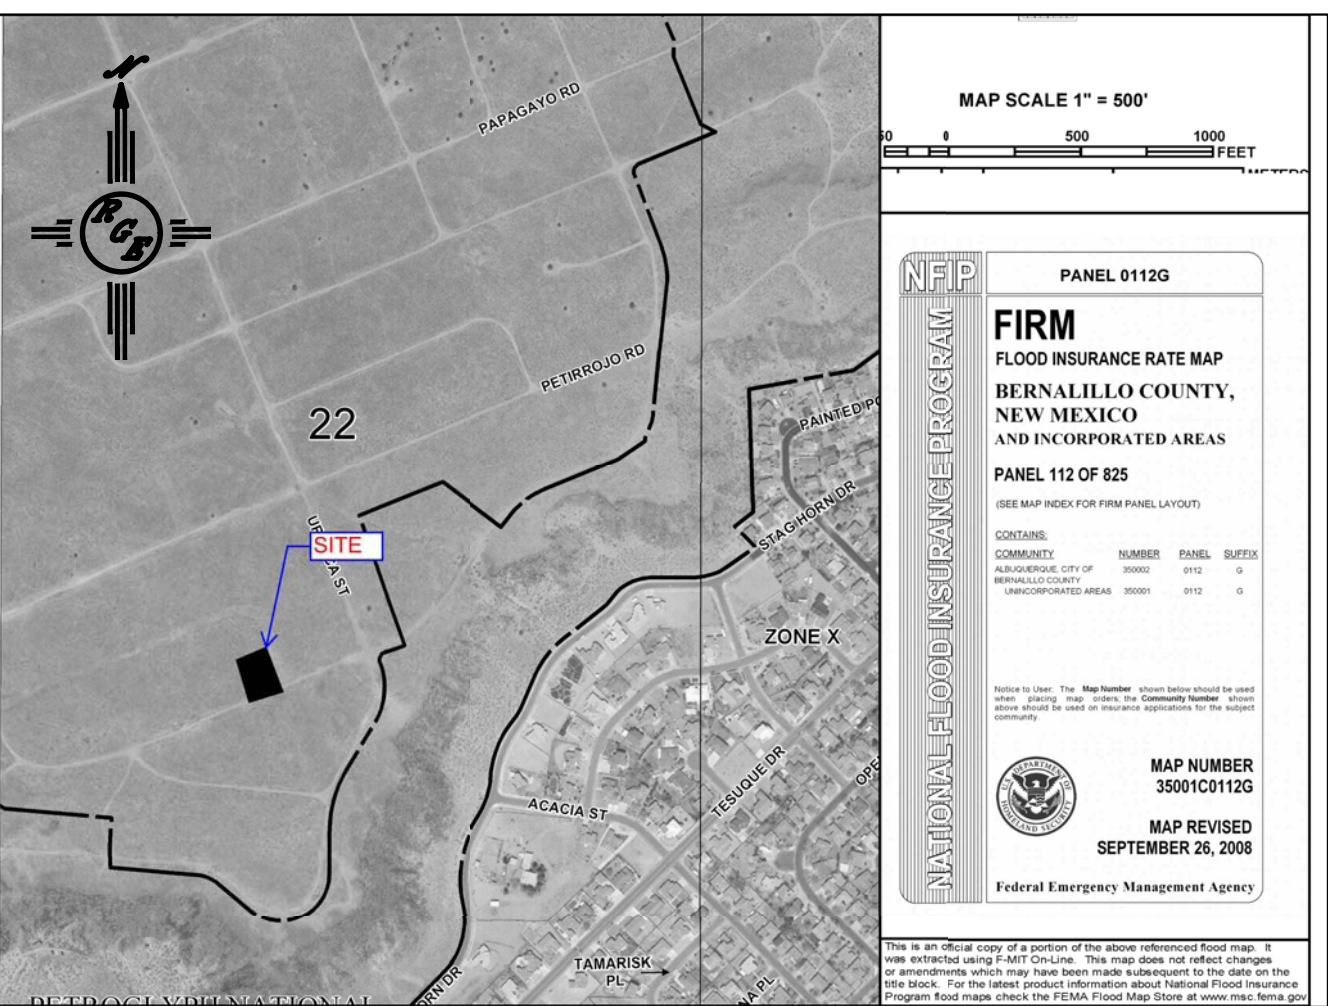 N
RGE
PAPAGAYO RD
PETIRROJO RD
22
SITE
PAINTED
STAG HORN DR
ZONE X
TESUQUE DR
ACACIA ST
TAMARISK
PL
PETROGLYPH NATIONAL
MAP SCALE 1" = 500'
0 500 1000
FEET
METERS
NFIP
NATIONAL FLOOD INSURANCE PROGRAM
PANEL 0112G
FIRM
FLOOD INSURANCE RATE MAP
BERNALILLO COUNTY,
NEW MEXICO
AND INCORPORATED AREAS
PANEL 112 OF 825
(SEE MAP INDEX FOR FIRM PANEL LAYOUT)
CONTAINS:
COMMUNITY NUMBER PANEL SUFFIX
ALBUQUERQUE, CITY OF 350002 0112 G
BERNALILLO COUNTY
UNINCORPORATED AREAS 350001 0112 G
Notice to User: The Map Number shown below should be used
when placing map orders; the Community Number shown
above should be used on insurance applications for the subject
community.
U.S. DEPARTMENT OF HOMELAND SECURITY
MAP NUMBER
35001C0112G
MAP REVISED
SEPTEMBER 26, 2008
Federal Emergency Management Agency
This is an official copy of a portion of the above referenced flood map. It
was extracted using F-MIT On-Line. This map does not reflect changes
or amendments which may have been made subsequent to the date on the
title block. For the latest product information about National Flood Insurance
Program flood maps check the FEMA Flood Map Store at www.msc.fema.gov